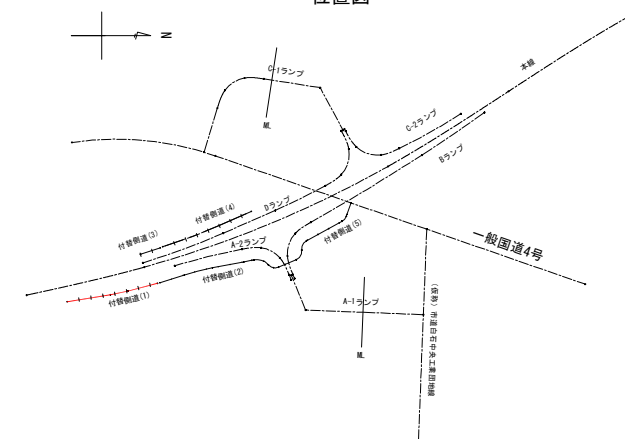 位置図
N
本線
C-1ランプ
ML
C-2ランプ
Bランプ
Dランプ
付替側道(4)
付替側道(3)
A-2ランプ
付替側道(5)
一般国道4号
付替側道(2)
付替側道(1)
A-1ランプ
ML
(仮称)市道白石中央工業団地線